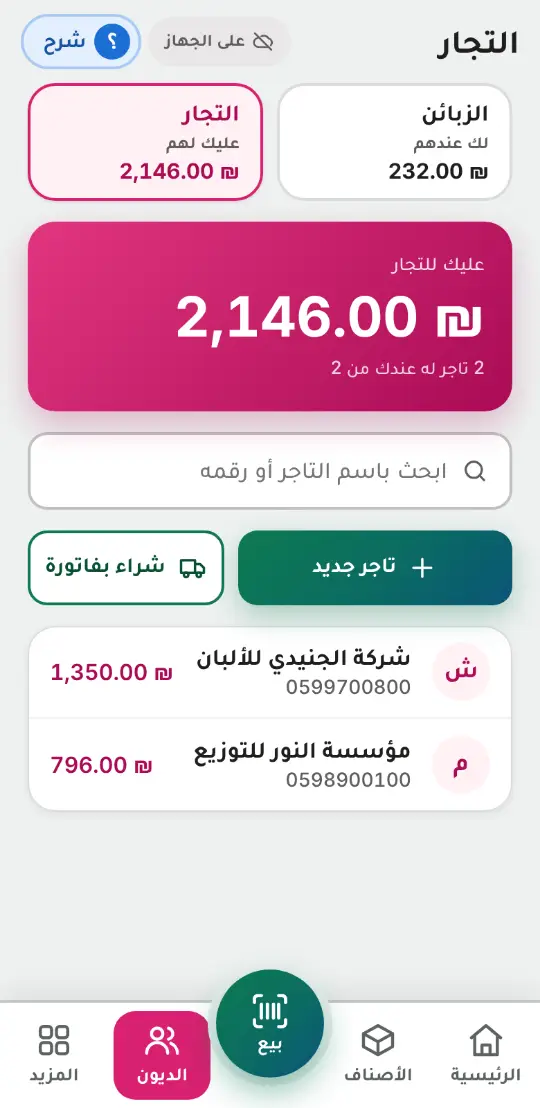 التجار
على الجهاز
؟ شرح
الزبائن
لك عندهم
₪ 232.00
التجار
عليك لهم
₪ 2,146.00
عليك للتجار
₪ 2,146.00
2 تاجر له عندك من 2
ابحث باسم التاجر أو رقمه
تاجر جديد
شراء بفاتورة
ش
شركة الجنيدي للألبان
0599700800
₪ 1,350.00
م
مؤسسة النور للتوزيع
0598900100
₪ 796.00
الرئيسية
الأصناف
بيع
الديون
المزيد